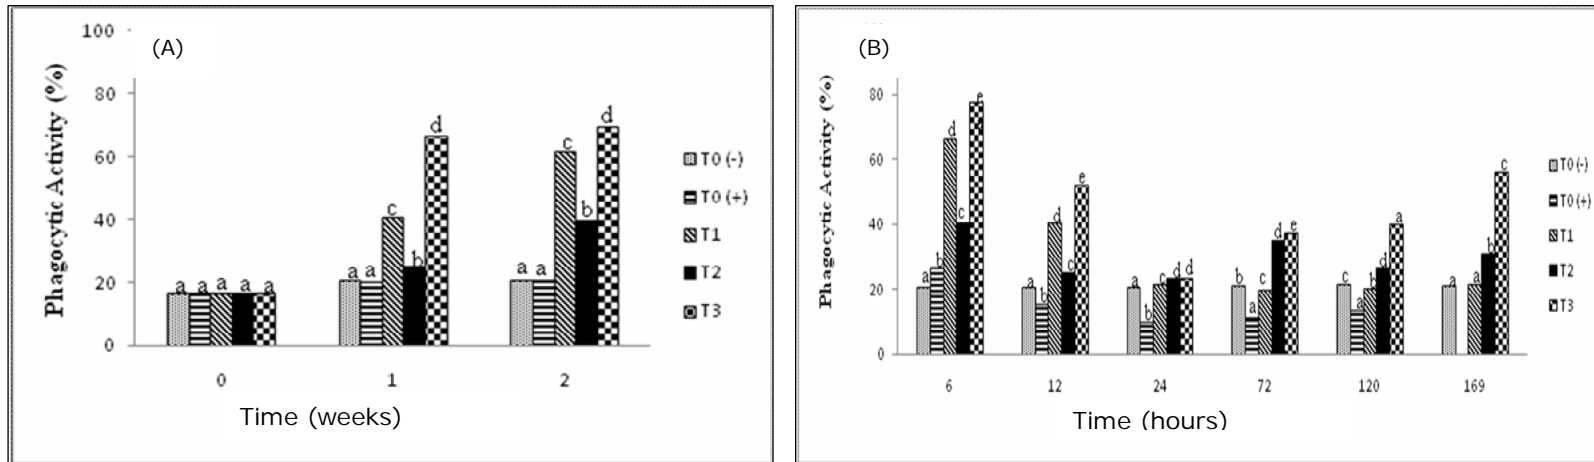 (A)
Phagocytic Activity (%)
100
80
60
40
20
0
a a a a a
a a c b d
a a c b d
0 1 2
Time (weeks)
T0 (-)
T0 (+)
T1
T2
T3
(B)
Phagocytic Activity (%)
80
60
40
20
0
a b d c e
a b d c e
a b c d d
b a c d e
c a b d a
a a b c
6 12 24 72 120 169
Time (hours)
T0 (-)
T0 (+)
T1
T2
T3